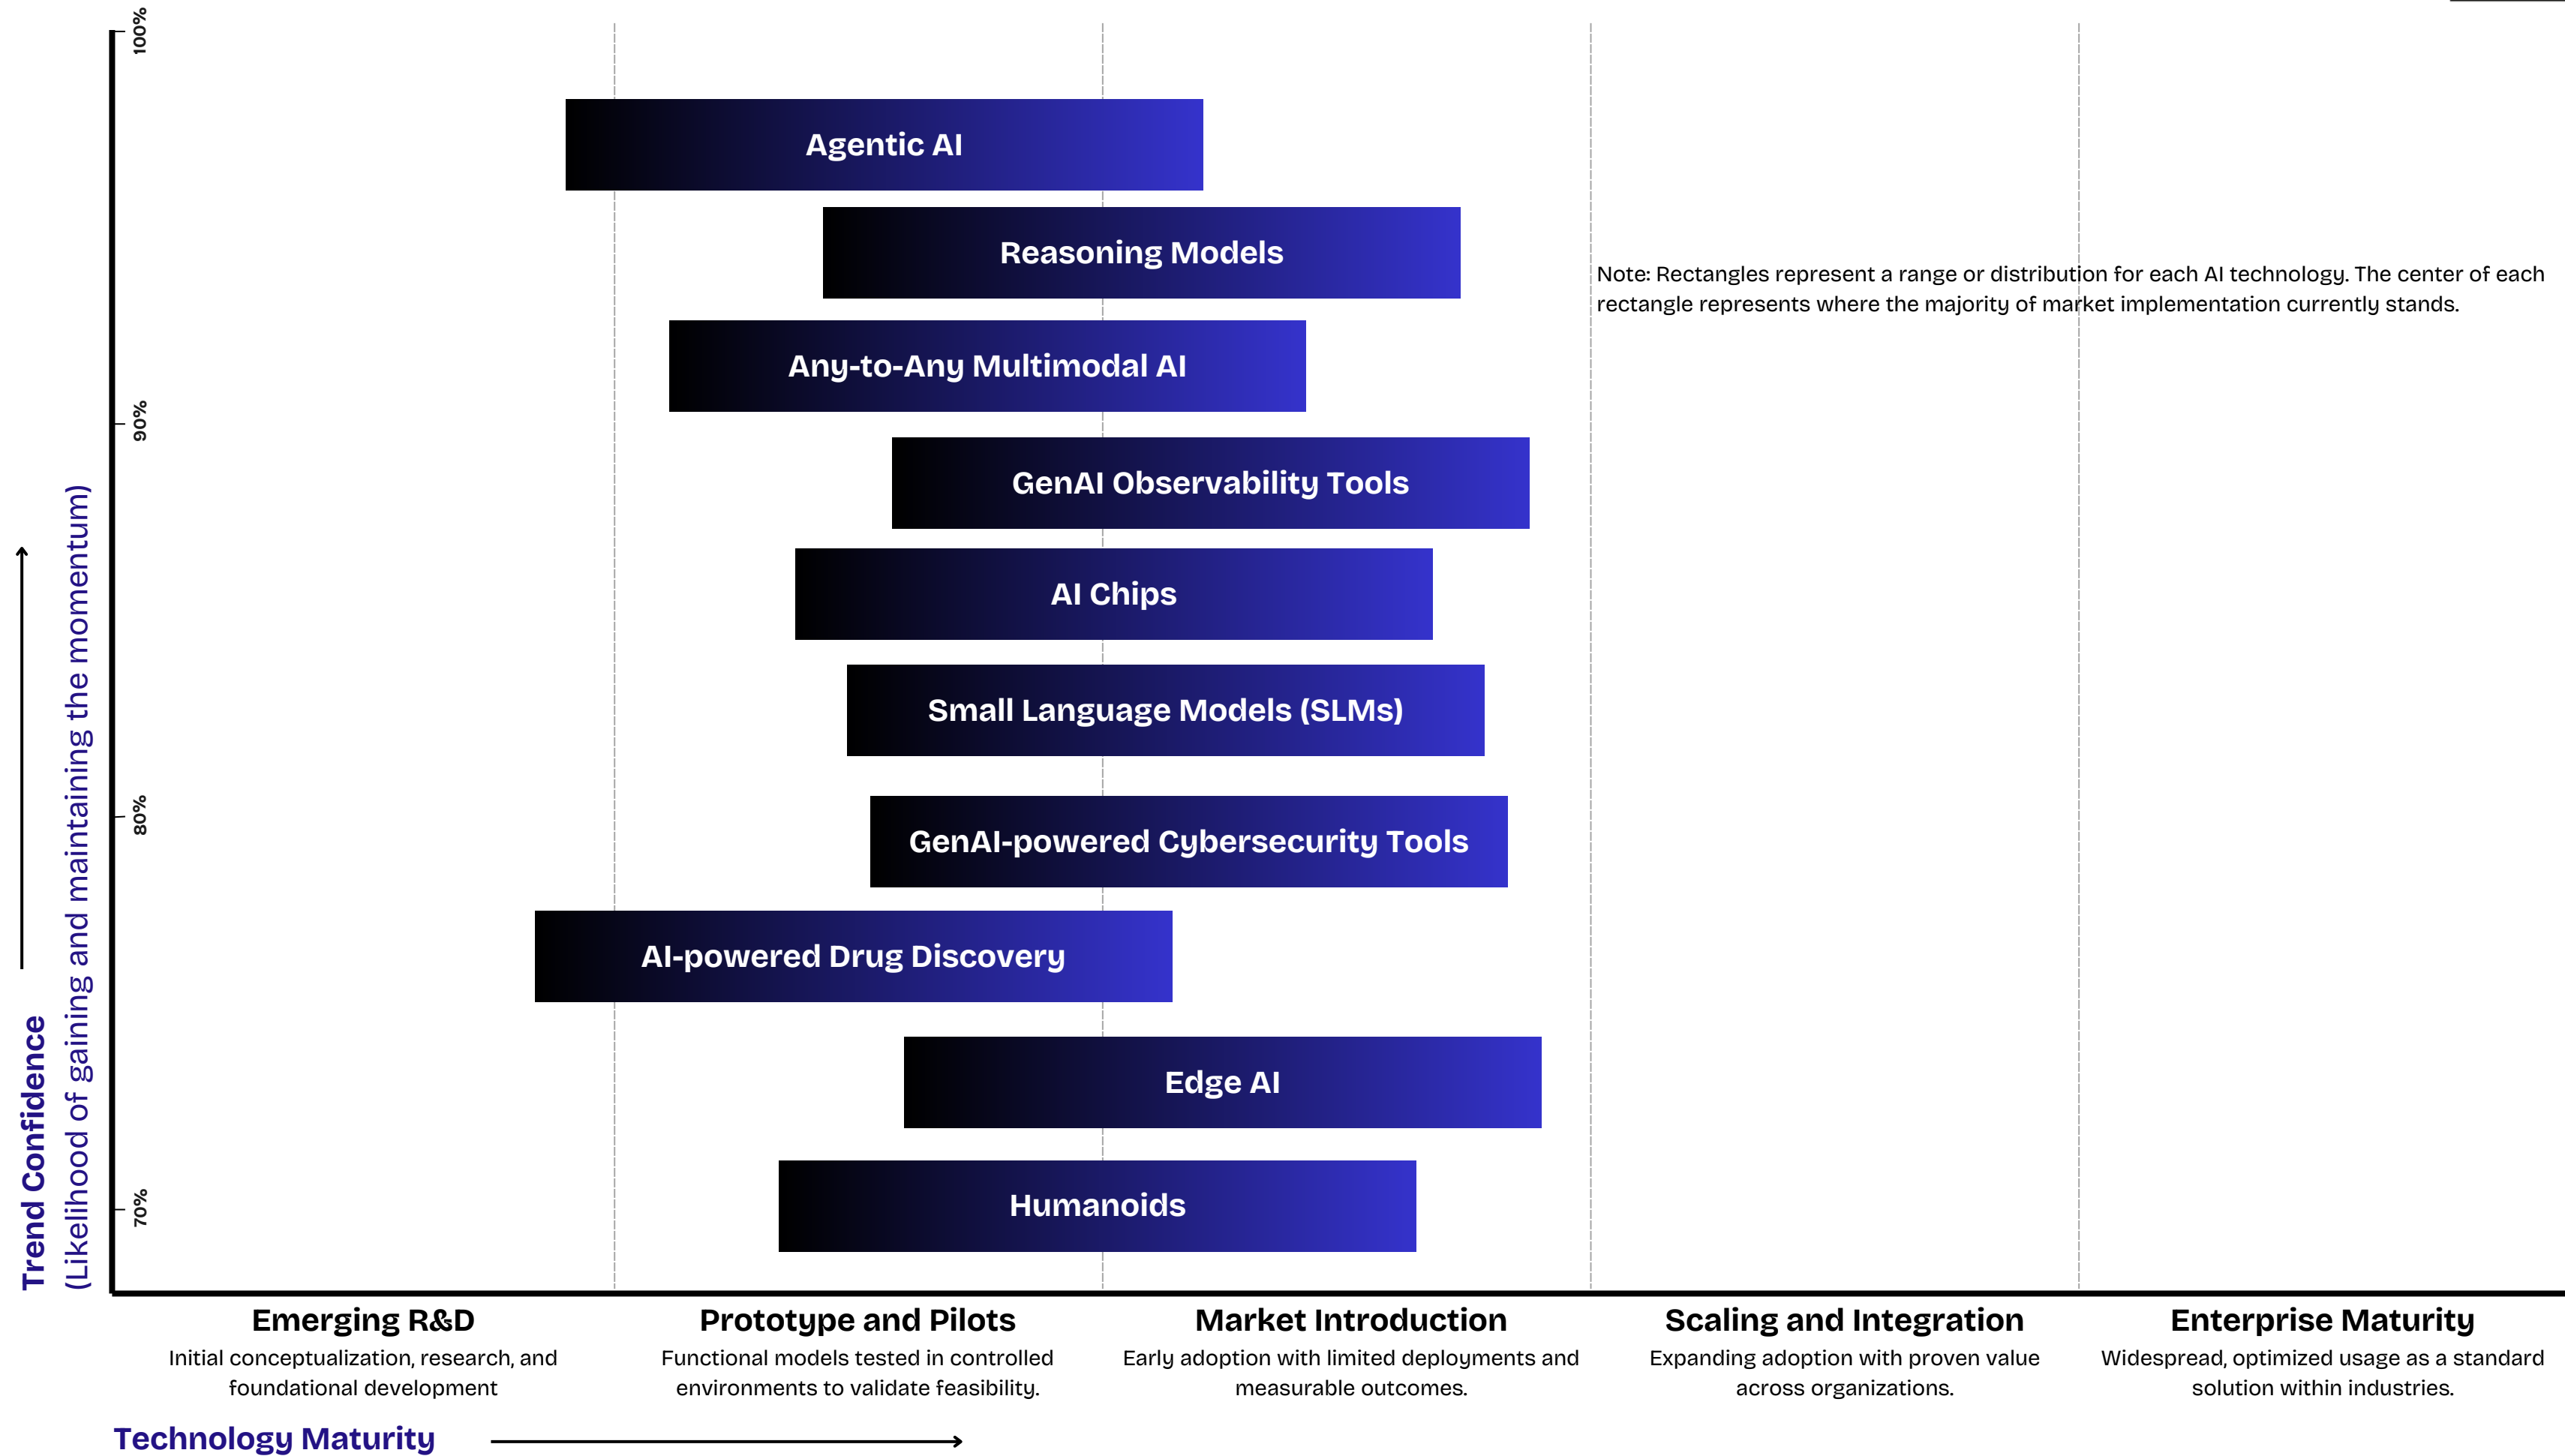 100%
90%
80%
70%
Trend Confidence
(Likelihood of gaining and maintaining the momentum)
Agentic AI
Reasoning Models
Note: Rectangles represent a range or distribution for each AI technology. The center of each
rectangle represents where the majority of market implementation currently stands.
Any-to-Any Multimodal AI
GenAI Observability Tools
AI Chips
Small Language Models (SLMs)
GenAI-powered Cybersecurity Tools
AI-powered Drug Discovery
Edge AI
Humanoids
Emerging R&D
Initial conceptualization, research, and
foundational development
Prototype and Pilots
Functional models tested in controlled
environments to validate feasibility.
Market Introduction
Early adoption with limited deployments and
measurable outcomes.
Scaling and Integration
Expanding adoption with proven value
across organizations.
Enterprise Maturity
Widespread, optimized usage as a standard
solution within industries.
Technology Maturity